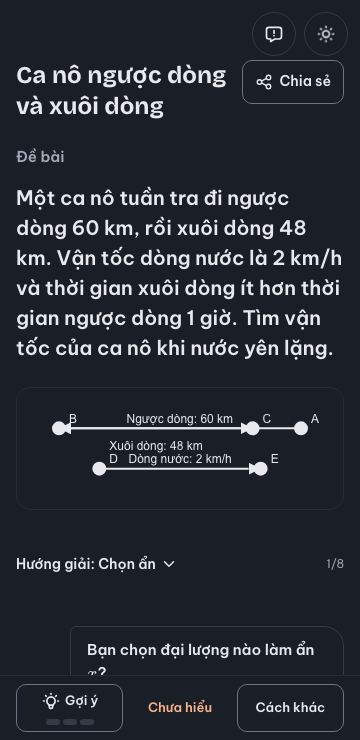 Ca nô ngược dòng
và xuôi dòng
Chia sẻ
Đề bài
Một ca nô tuần tra đi ngược
dòng 60 km, rồi xuôi dòng 48
km. Vận tốc dòng nước là 2 km/h
và thời gian xuôi dòng ít hơn thời
gian ngược dòng 1 giờ. Tìm vận
tốc của ca nô khi nước yên lặng.
B Ngược dòng: 60 km C A
Xuôi dòng: 48 km
D Dòng nước: 2 km/h E
Hướng giải: Chọn ẩn 1/8
Bạn chọn đại lượng nào làm ẩn
x?
Gợi ý
Chưa hiểu
Cách khác